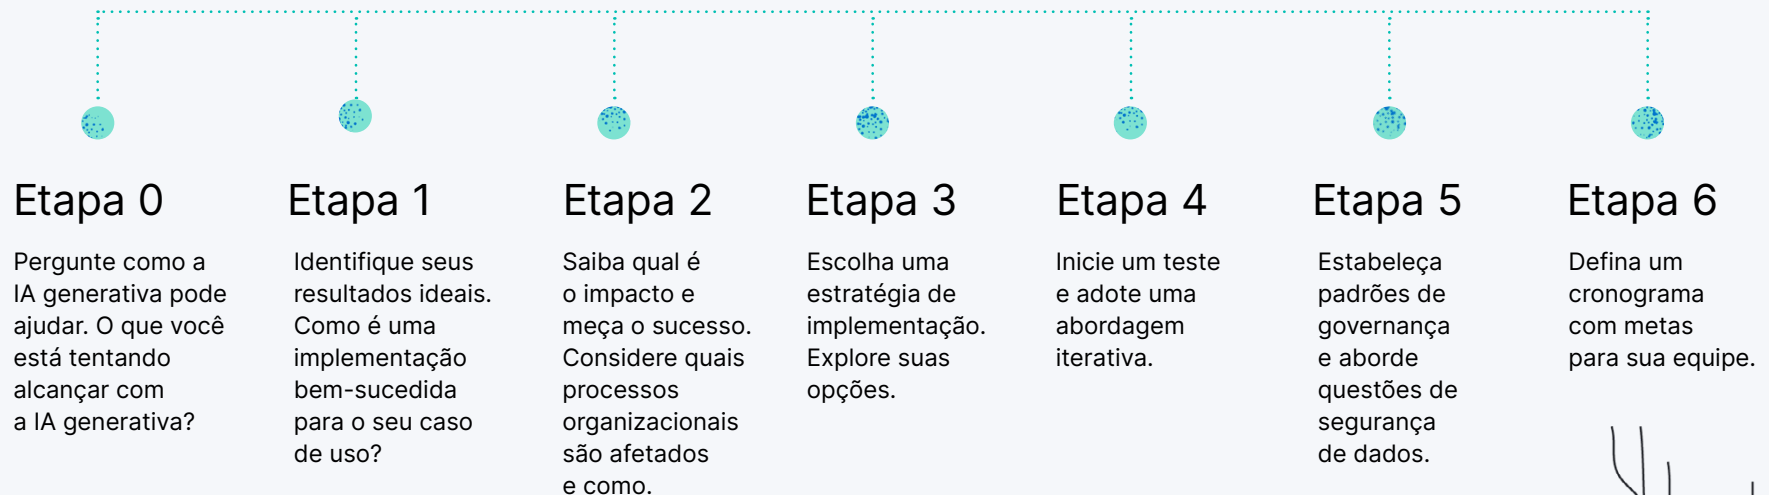 Etapa 0
Pergunte como a
IA generativa pode
ajudar. O que você
está tentando
alcançar com
a IA generativa?
Etapa 1
Identifique seus
resultados ideais.
Como é uma
implementação
bem-sucedida
para o seu caso
de uso?
Etapa 2
Saiba qual é
o impacto e
meça o sucesso.
Considere quais
processos
organizacionais
são afetados
e como.
Etapa 3
Escolha uma
estratégia de
implementação.
Explore suas
opções.
Etapa 4
Inicie um teste
e adote uma
abordagem
iterativa.
Etapa 5
Estabeleça
padrões de
governança
e aborde
questões de
segurança
de dados.
Etapa 6
Defina um
cronograma
com metas
para sua equipe.